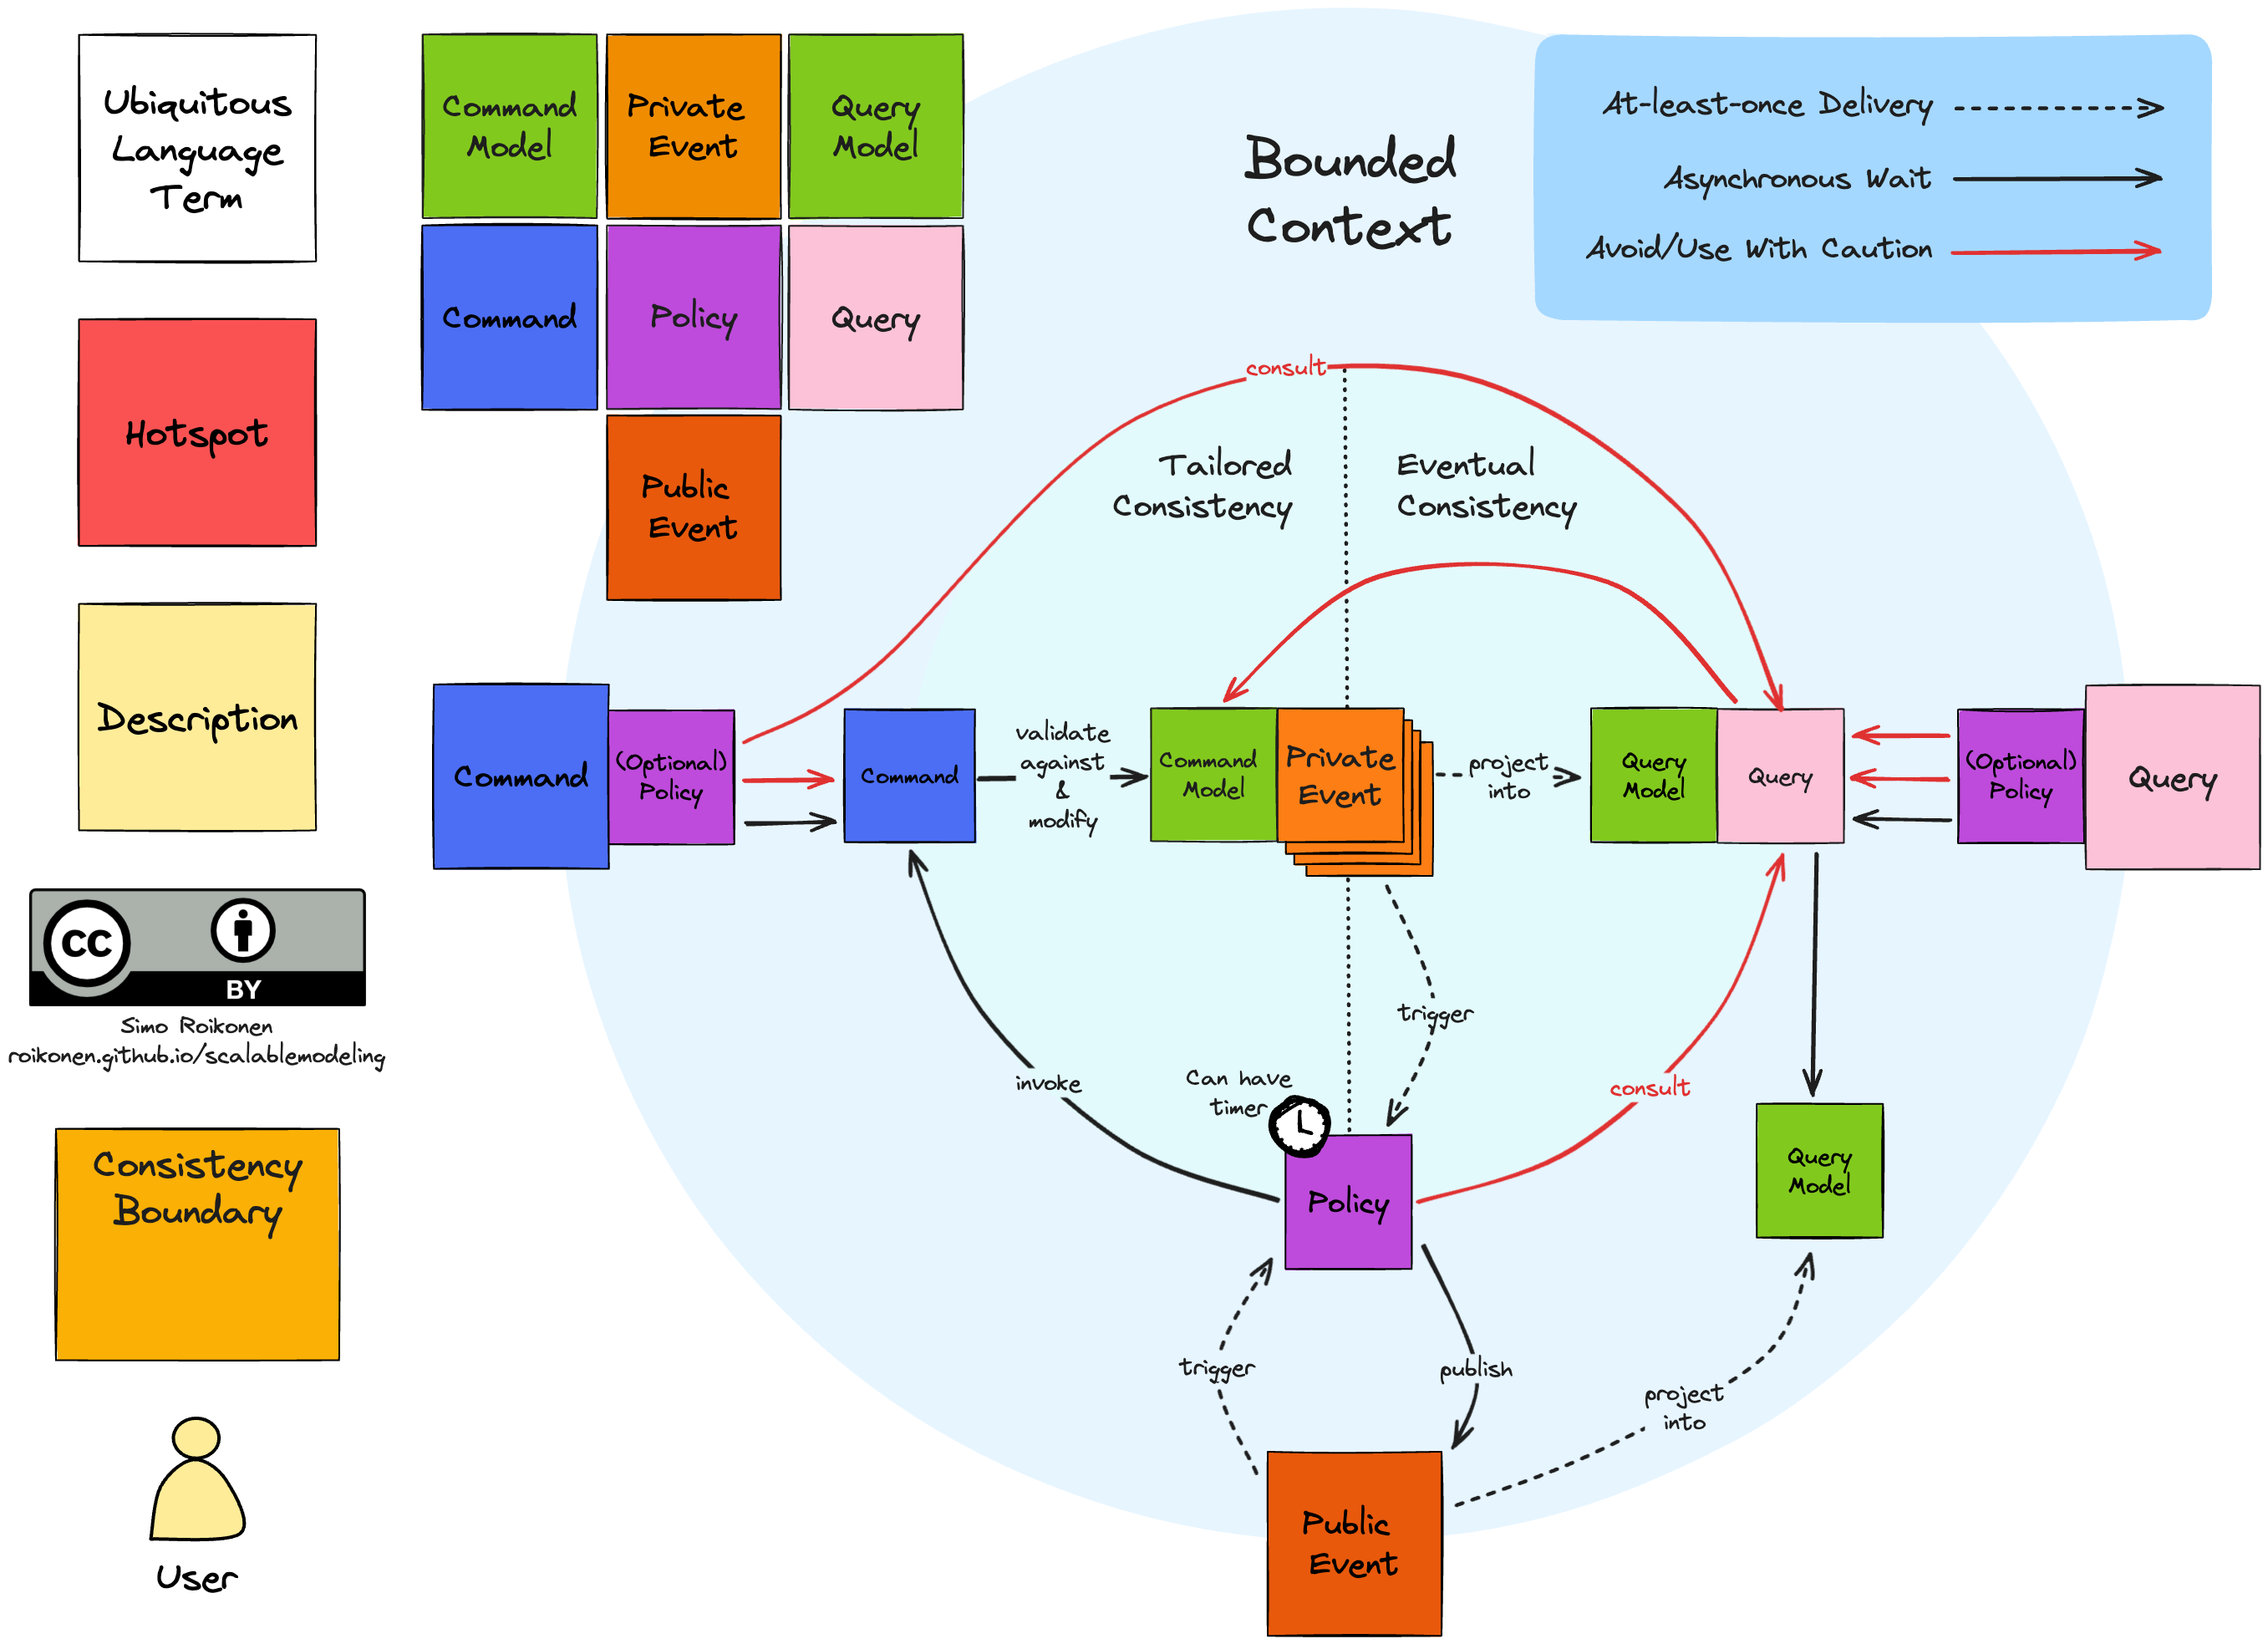 Ubiquitous
Language
Term
Hotspot
Description
CC
BY
Simo Roikonen
roikonen.github.io/scalablemodeling
Consistency
Boundary
User
Command
Model
Private
Event
Query
Model
Command
Policy
Query
Public
Event
Bounded
Context
At-least-once Delivery
Asynchronous Wait
Avoid/Use With Caution
consult
Tailored
Consistency
Eventual
Consistency
Command
(Optional)
Policy
Command
validate
against
&
modify
Command
Model
Private
Event
project
into
Query
Model
Query
(Optional)
Policy
Query
trigger
invoke
Can have
timer
consult
Policy
Query
Model
trigger
publish
project
into
Public
Event